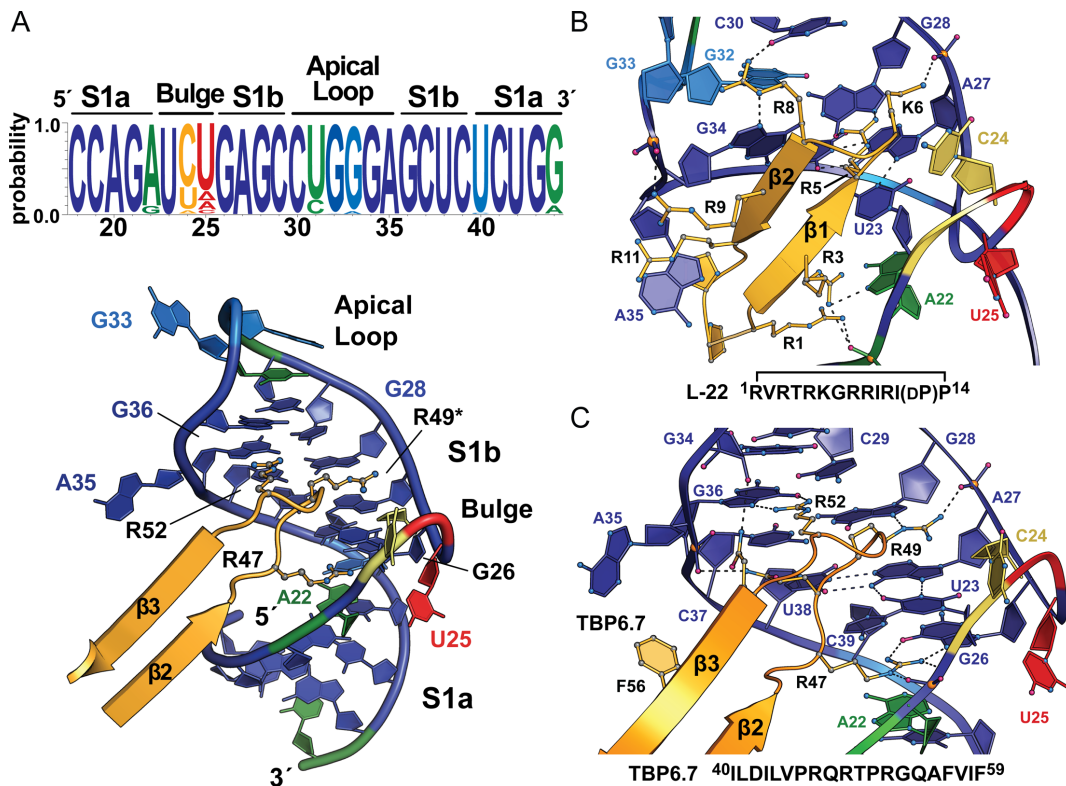 A
Apical
Loop
5´ S1a Bulge S1b S1b S1a 3´
probability
1.0
0.0
CCAGAUCUGAGCCUGGGAGCUCUCUGG
G U A C A A
A S
20 25 30 35 40
G33
Apical
Loop
G28
G36
R49*
S1b
A35
Bulge
R52
R47
G26
5´
A22
β3
β2
U25
S1a
3´
B
C30
G28
G33
G32
A27
R8
K6
G34
C24
β2
R5
R9
β1
U23
R11
R3
A35
A22
U25
R1
L-22 ¹RVRTRKGRRIRI(DP)P¹⁴
C
G34
C29
G28
G36
R52
A27
A35
R49
C24
U23
C37
U38
TBP6.7
C39
β3
G26
F56
R47
β2
A22
U25
TBP6.7 ⁴⁰ILDILVPRQRTPRGQAFVIF⁵⁹